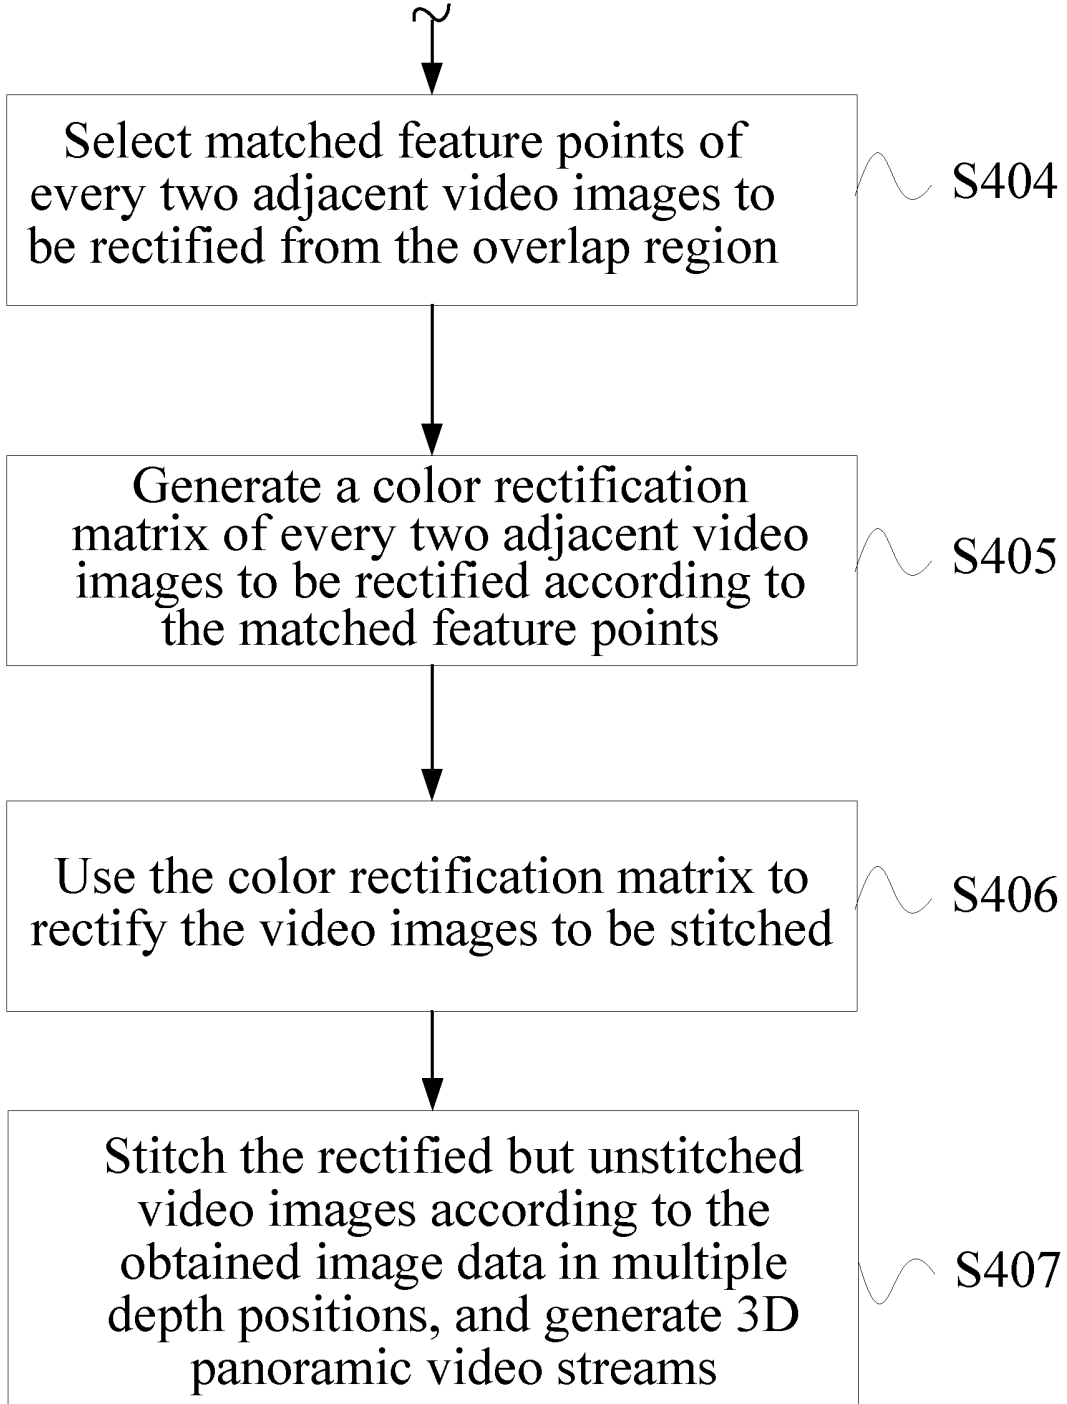 Select matched feature points of
every two adjacent video images to
be rectified from the overlap region
S404
Generate a color rectification
matrix of every two adjacent video
images to be rectified according to
the matched feature points
S405
Use the color rectification matrix to
rectify the video images to be stitched
S406
Stitch the rectified but unstitched
video images according to the
obtained image data in multiple
depth positions, and generate 3D
panoramic video streams
S407